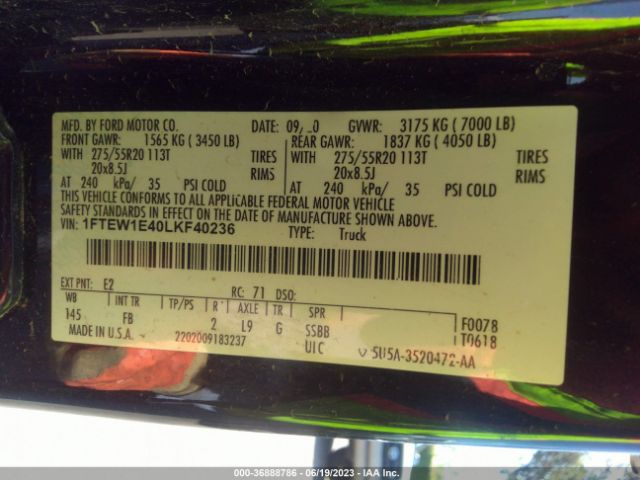 MFD. BY FORD MOTOR CO. DATE: 09/ 0 GVWR: 3175 KG ( 7000 LB)
FRONT GAWR: 1565 KG ( 3450 LB) REAR GAWR: 1837 KG ( 4050 LB)
WITH 275/55R20 113T TIRES WITH 275/55R20 113T TIRES
20x8.5J RIMS 20x8.5J RIMS
AT 240 kPa/ 35 PSI COLD AT 240 kPa/ 35 PSI COLD
THIS VEHICLE CONFORMS TO ALL APPLICABLE FEDERAL MOTOR VEHICLE
SAFETY STANDARDS IN EFFECT ON THE DATE OF MANUFACTURE SHOWN ABOVE.
VIN: 1FTEW1E40LKF40236 TYPE: Truck
EXT PNT: E2 RC: 71 DSO:
WB INT TR TP/PS R AXLE TR SPR
145 FB 2 L9 G SSBB F0078
MADE IN U.S.A. 2202009183237 UIC T0618
5U5A-3520472-AA
000-36888786 - 06/19/2023 - IAA Inc.